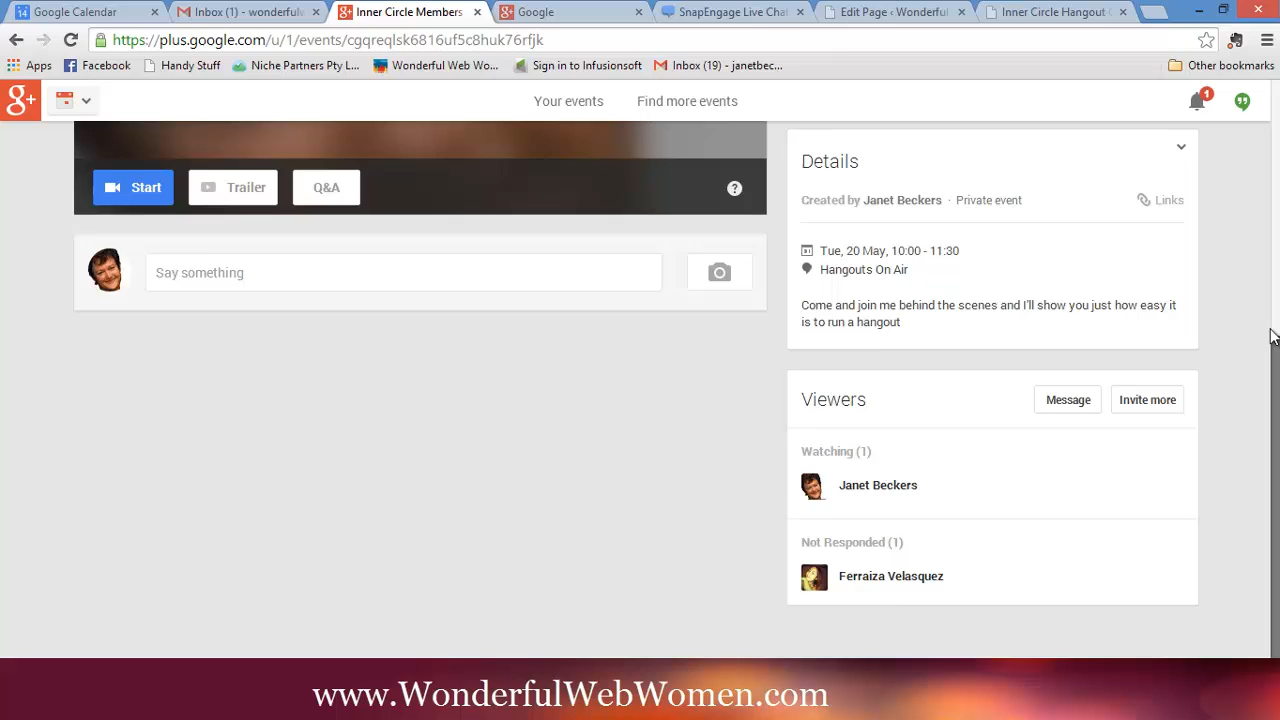 Google Calendar
Inbox (1) - wonderfulw
Inner Circle Members
Google
SnapEngage Live Chat
Edit Page ‹ Wonderful
Inner Circle Hangout
https://plus.google.com/u/1/events/cgqreqlsk6816uf5c8huk76rfjk
Apps
Facebook
Handy Stuff
Niche Partners Pty L...
Wonderful Web Wo...
Sign in to Infusionsoft
Inbox (19) - janetbec...
Other bookmarks
g+
Your events
Find more events
1
Start
Trailer
Q&A
?
Say something
Details
Created by Janet Beckers · Private event
Links
Tue, 20 May, 10:00 - 11:30
Hangouts On Air
Come and join me behind the scenes and I'll show you just how easy it
is to run a hangout
Viewers
Message
Invite more
Watching (1)
Janet Beckers
Not Responded (1)
Ferraiza Velasquez
www.WonderfulWebWomen.com